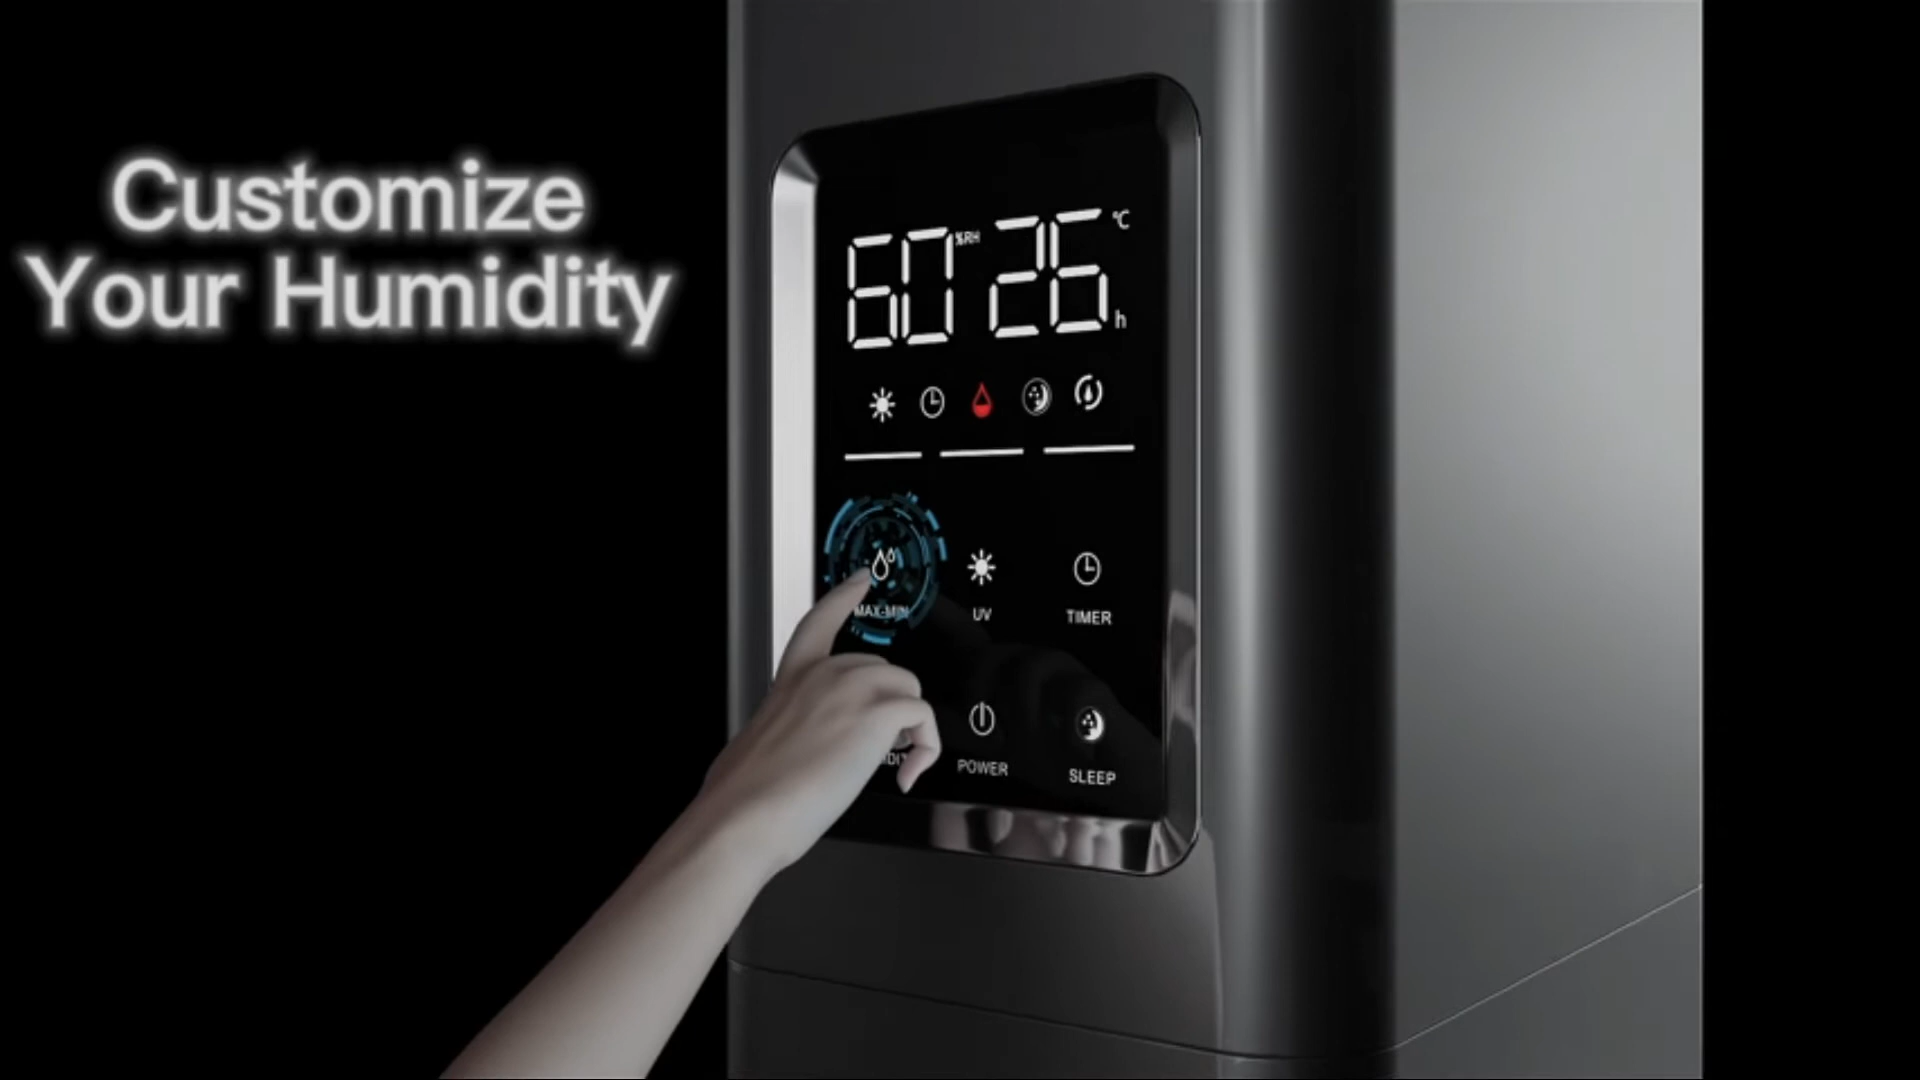 Customize
Your Humidity
60 %RH 26 °C
h
MAX-MIN UV TIMER
POWER SLEEP